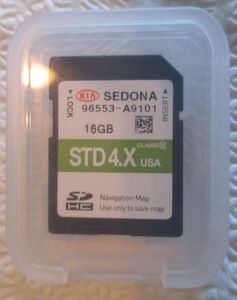 KIA SEDONA
96553-A9101
LOCK
INSERT
16GB
CLASS 10
STD 4.X USA
SD HC
Navigation Map
Use only to save map